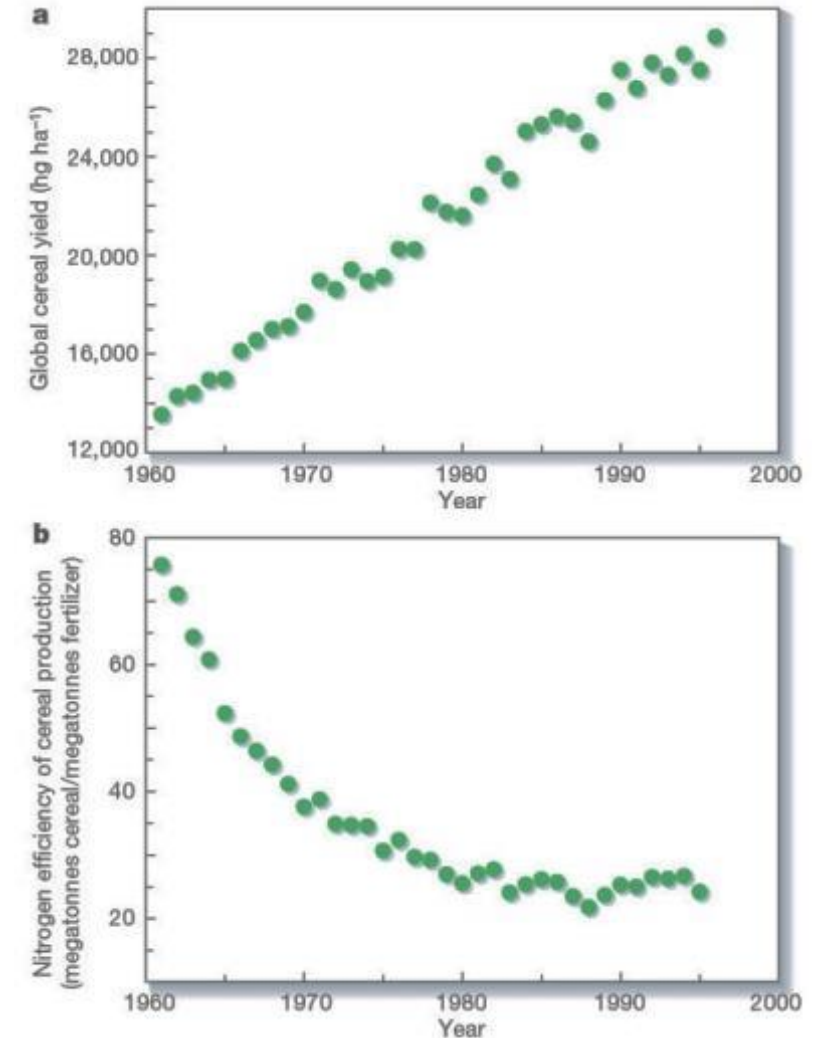 a
Global cereal yield (hg ha⁻¹)
28,000
24,000
20,000
16,000
12,000
1960 1970 1980 1990 2000
Year
b
Nitrogen efficiency of cereal production
(megatonnes cereal/megatonnes fertilizer)
80
60
40
20
1960 1970 1980 1990 2000
Year